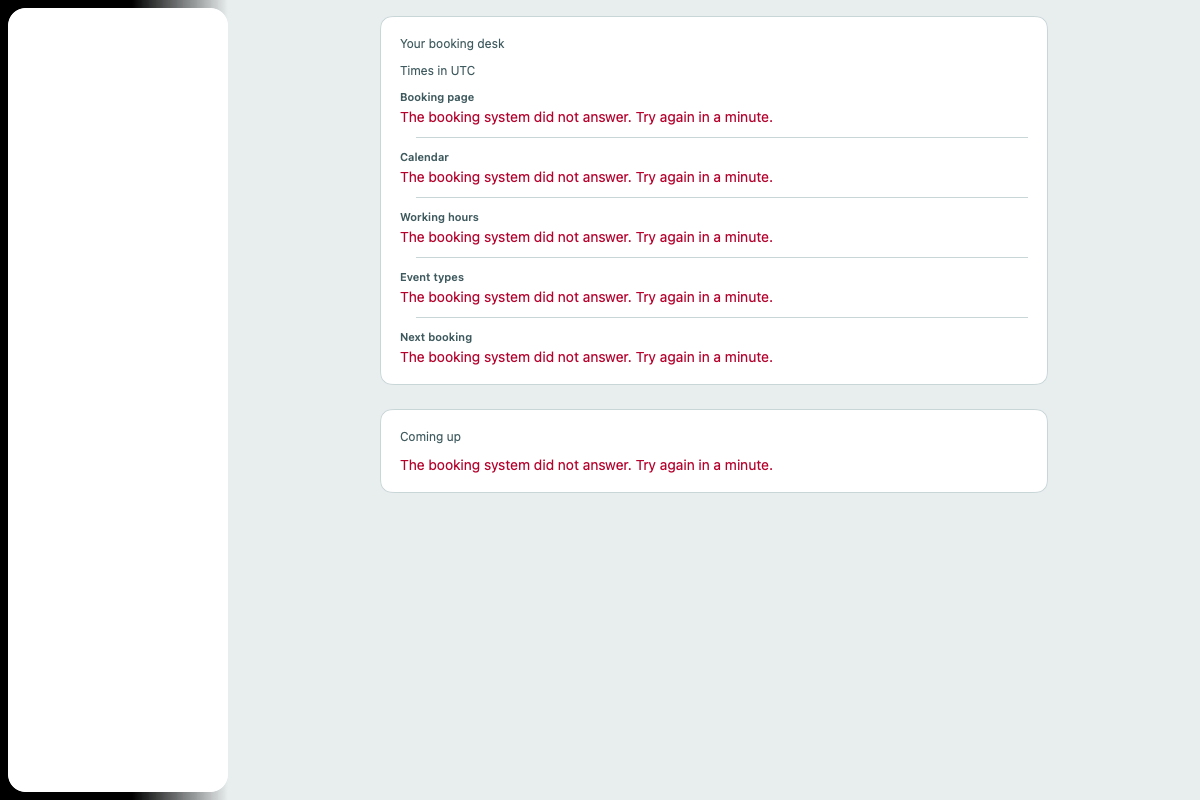 Your booking desk
Times in UTC
Booking page
The booking system did not answer. Try again in a minute.
Calendar
The booking system did not answer. Try again in a minute.
Working hours
The booking system did not answer. Try again in a minute.
Event types
The booking system did not answer. Try again in a minute.
Next booking
The booking system did not answer. Try again in a minute.
Coming up
The booking system did not answer. Try again in a minute.